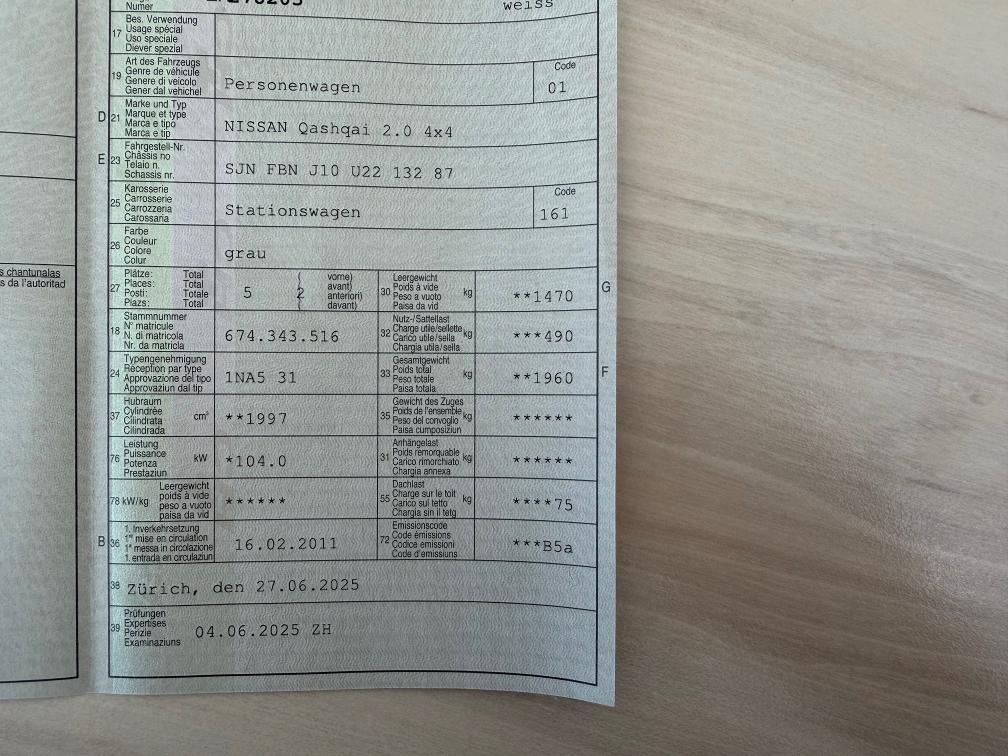 Numer
weiss
17 Bes. Verwendung
Usage spécial
Uso speciale
Diever spezial
19 Art des Fahrzeugs
Genre de véhicule
Genere di veicolo
Gener dal vehichel
Personenwagen
Code
01
D 21 Marke und Typ
Marque et type
Marca e tipo
Marca e tip
NISSAN Qashqai 2.0 4x4
E 23 Fahrgestell-Nr.
Châssis no
Telaio n.
Schassis nr.
SJN FBN J10 U22 132 87
25 Karosserie
Carrosserie
Carrozzeria
Carossaria
Stationswagen
Code
161
26 Farbe
Couleur
Colore
Colur
grau
s chantunalas
s da l'autoritad
27 Plätze: Total
Places: Total
Posti: Totale
Plazs: Total
5 ( 2 vorne)
avant)
anteriori)
davant)
30 Leergewicht
Poids à vide
Peso a vuoto
Paisa da vid
kg
**1470
G
18 Stammnummer
N° matricule
N. di matricola
Nr. da matricla
674.343.516
32 Nutz-/Sattellast
Charge utile/sellette
Carico utile/sella
Chargia utila/sella
kg
***490
24 Typengenehmigung
Réception par type
Approvazione del tipo
Approvaziun dal tip
1NA5 31
33 Gesamtgewicht
Poids total
Peso totale
Paisa totala
kg
**1960
F
37 Hubraum
Cylindrée
Cilindrata
Cilindrada
cm³
**1997
35 Gewicht des Zuges
Poids de l'ensemble
Peso del convoglio
Paisa cumposiziun
kg
******
76 Leistung
Puissance
Potenza
Prestaziun
kW
*104.0
31 Anhängelast
Poids remorquable
Carico rimorchiato
Chargia annexa
kg
******
78 kW/kg Leergewicht
poids à vide
peso a vuoto
paisa da vid
******
55 Dachlast
Charge sur le toit
Carico sul tetto
Chargia sin il tetg
kg
****75
B 36 1. Inverkehrsetzung
1re mise en circulation
1a messa in circolazione
1. entrada en circulaziun
16.02.2011
72 Emissionscode
Code émissions
Codice emissioni
Code d'emissiuns
***B5a
38 Zürich, den 27.06.2025
39 Prüfungen
Expertises
Perizie
Examinaziuns
04.06.2025 ZH